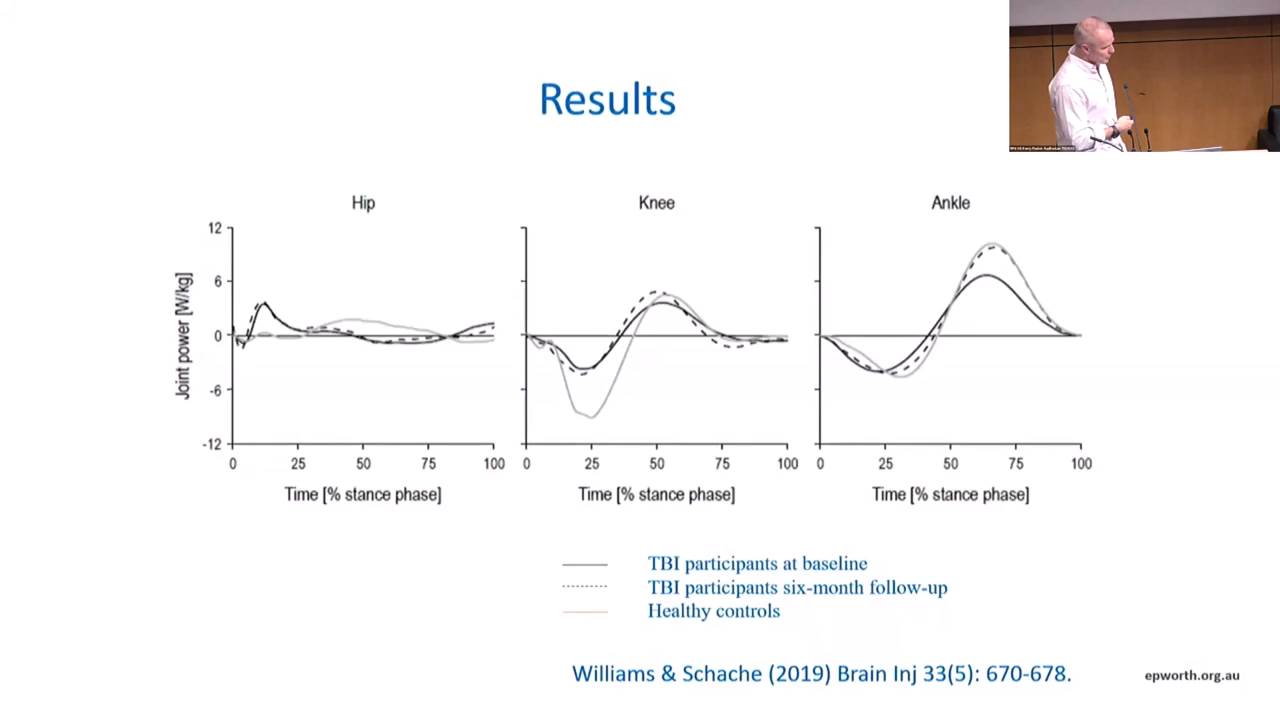 Results
Hip
Knee
Ankle
Joint power [W/kg]
12
6
0
-6
-12
0 25 50 75 100
0 25 50 75 100
0 25 50 75 100
Time [% stance phase]
Time [% stance phase]
Time [% stance phase]
TBI participants at baseline
TBI participants six-month follow-up
Healthy controls
Williams & Schache (2019) Brain Inj 33(5): 670-678.
epworth.org.au